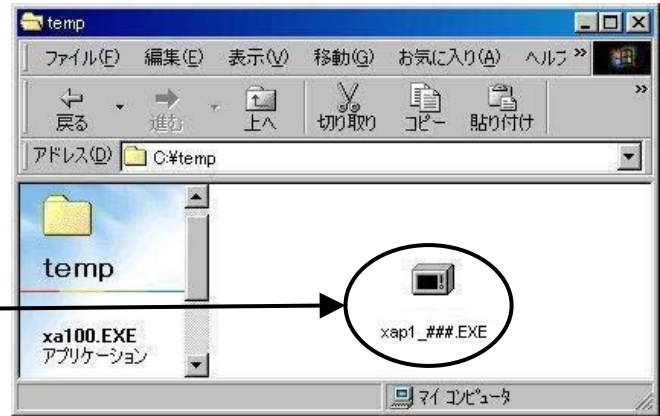 temp
ファイル(F) 編集(E) 表示(V) 移動(G) お気に入り(A) ヘルプ »
戻る 進む 上へ 切り取り コピー 貼り付け »
アドレス(D) C:¥temp
temp
xa100.EXE
アプリケーション
xap1_###.EXE
マイ コンピュータ